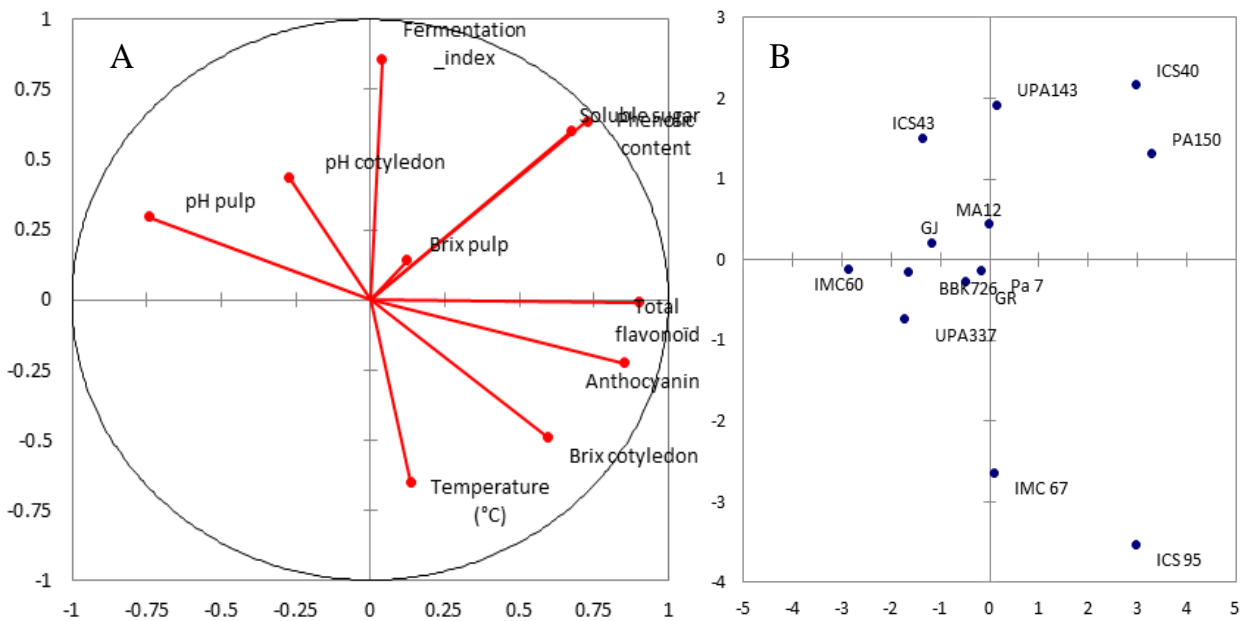 A
1
0.75
0.5
0.25
0
-0.25
-0.5
-0.75
-1
-1
-0.75
-0.5
-0.25
0
0.25
0.5
0.75
1
Fermentation
_index
Soluble sugar
Phenolic
content
pH cotyledon
pH pulp
Brix pulp
Total
flavonoïd
Anthocyanin
Brix cotyledon
Temperature
(°C)
B
3
2
1
0
-1
-2
-3
-4
-5
-4
-3
-2
-1
0
1
2
3
4
5
ICS40
UPA143
ICS43
PA150
MA12
GJ
IMC60
BBK726
Pa 7
GR
UPA337
IMC 67
ICS 95